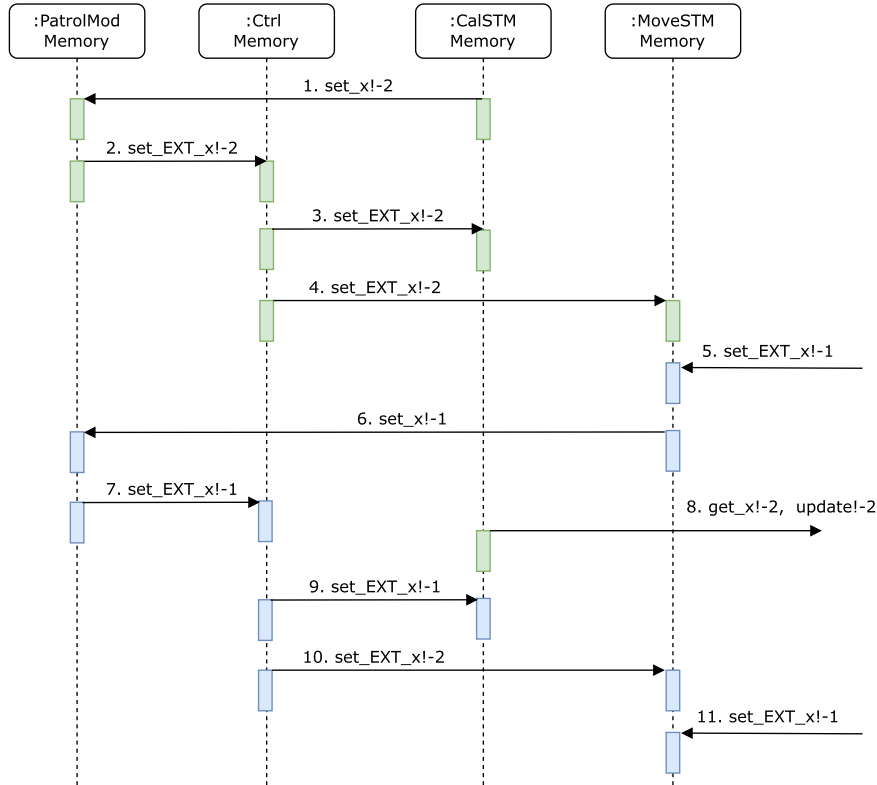 :PatrolMod
Memory
:Ctrl
Memory
:CalSTM
Memory
:MoveSTM
Memory
1. set_x!-2
2. set_EXT_x!-2
3. set_EXT_x!-2
4. set_EXT_x!-2
5. set_EXT_x!-1
6. set_x!-1
7. set_EXT_x!-1
8. get_x!-2,  update!-2
9. set_EXT_x!-1
10. set_EXT_x!-2
11. set_EXT_x!-1